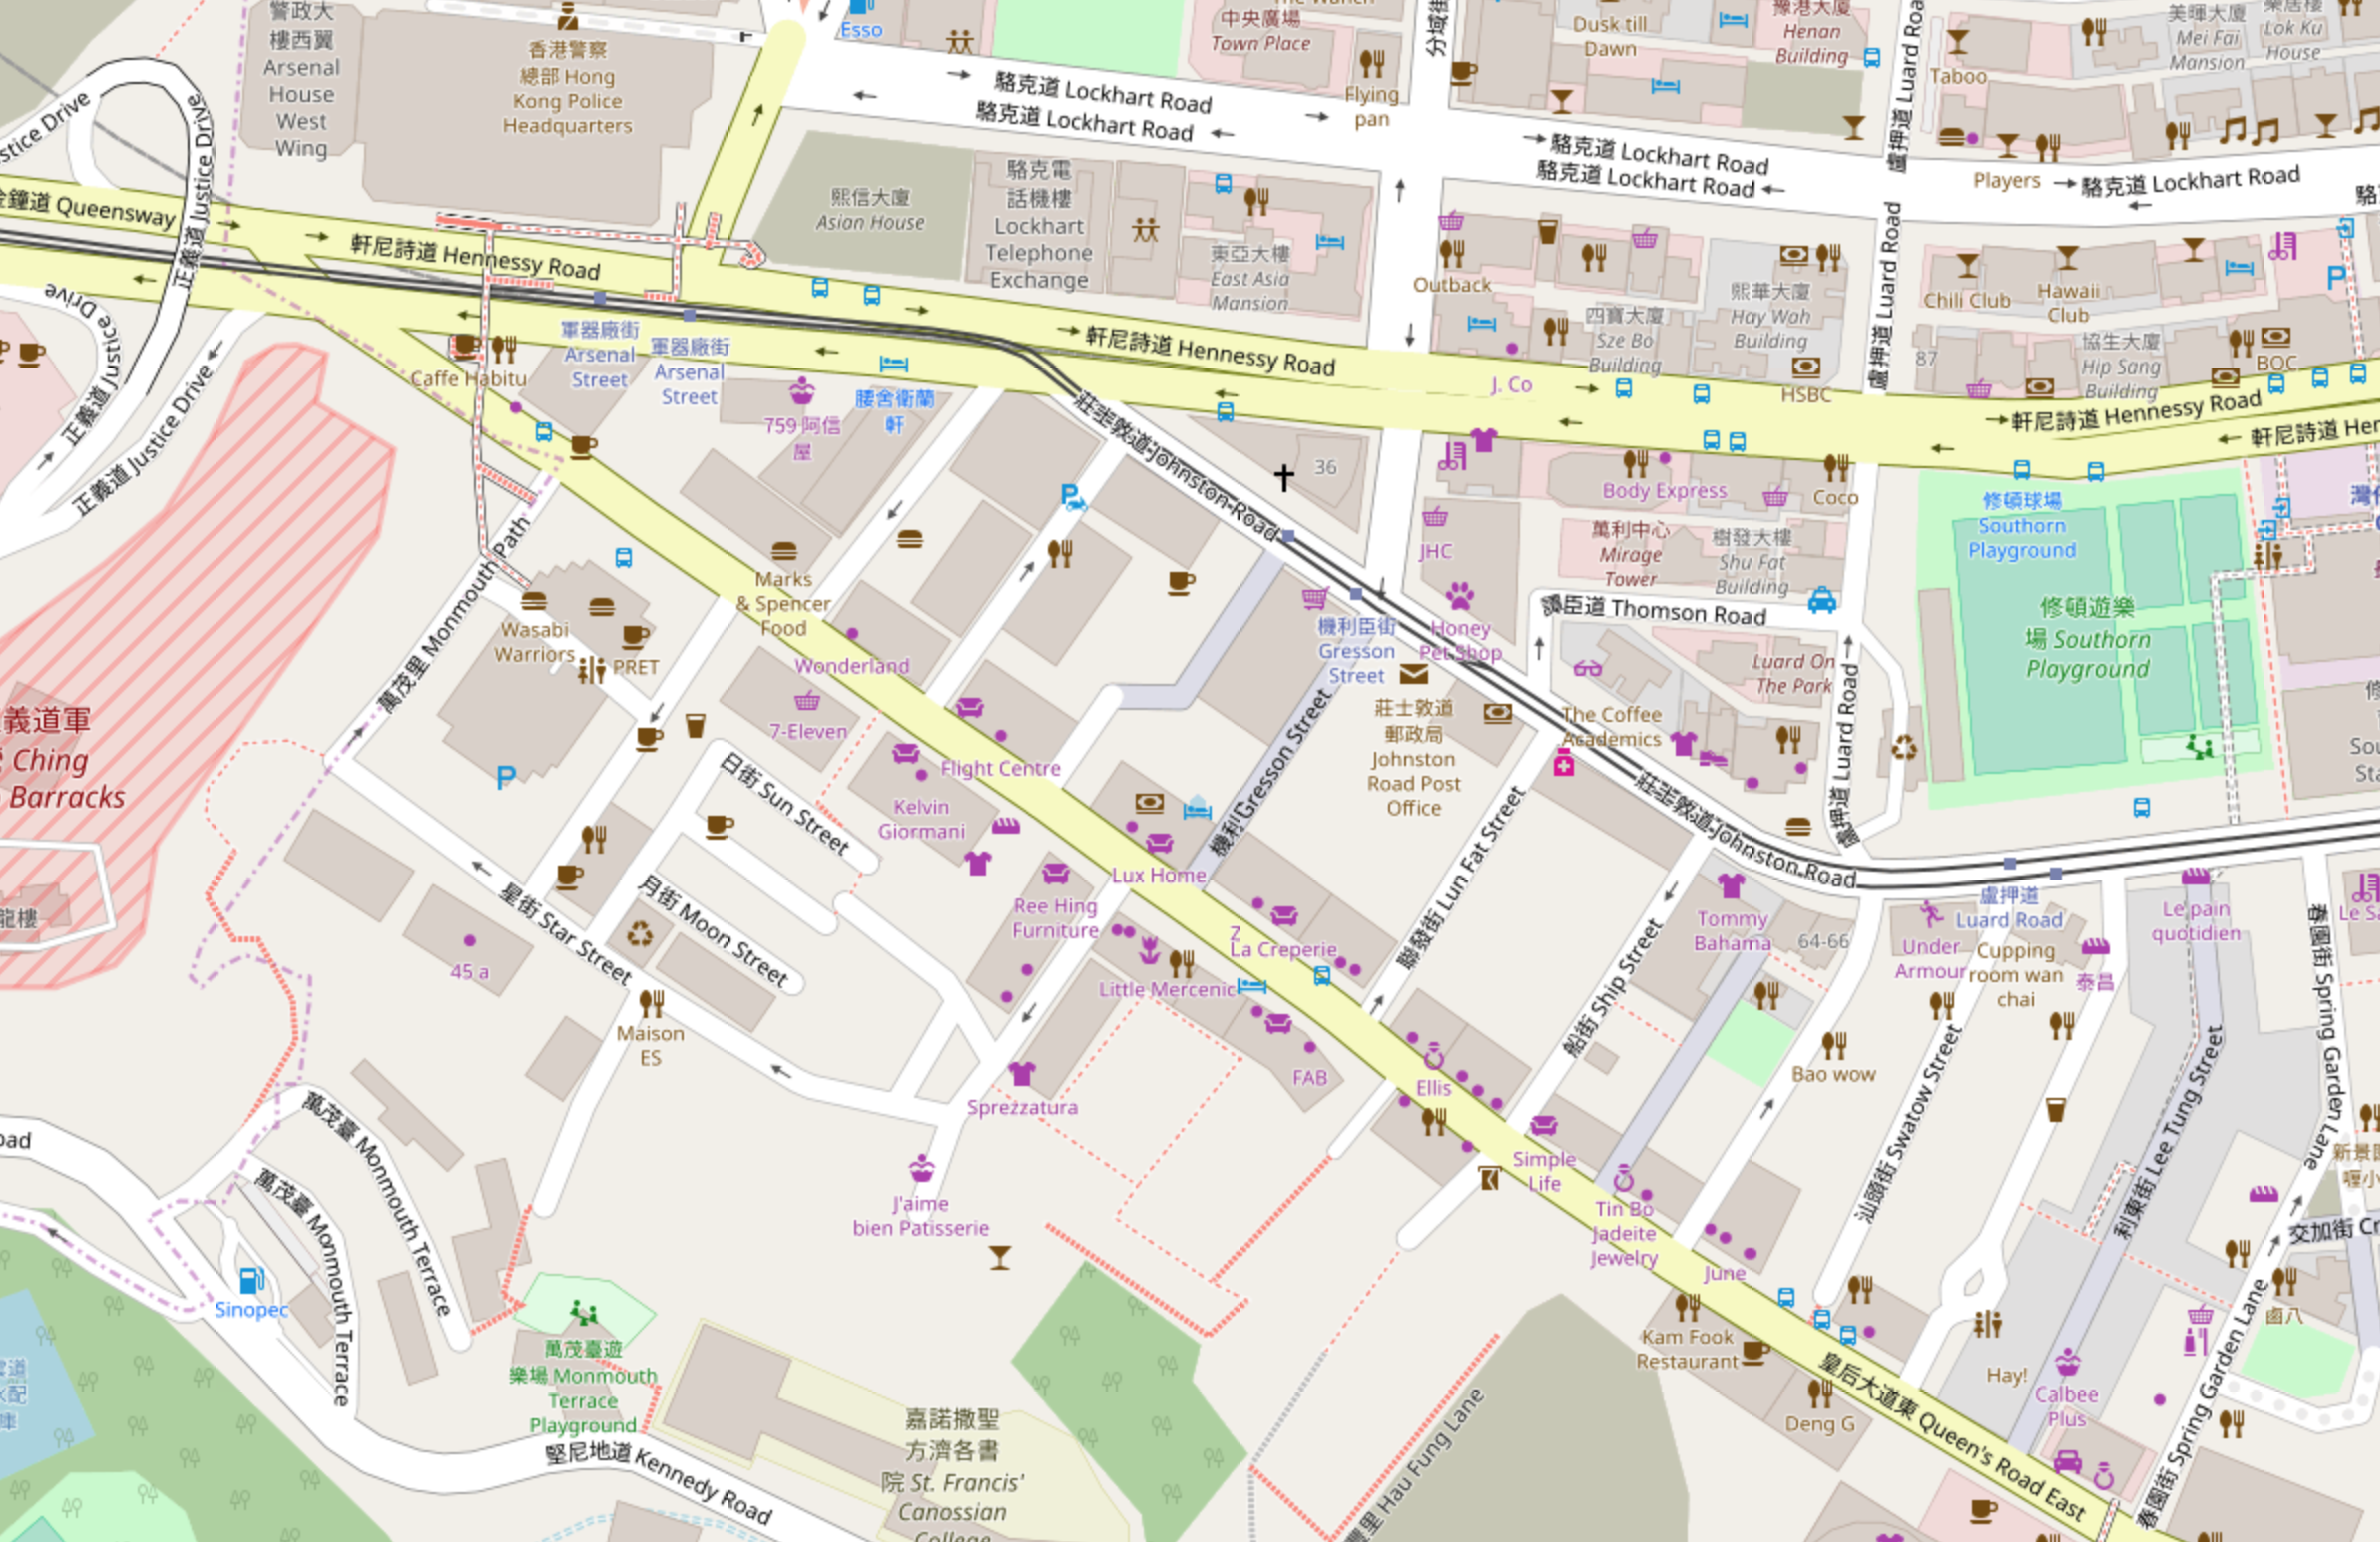 警政大
樓西翼
Arsenal
House
West
Wing
香港警察
總部 Hong
Kong Police
Headquarters
Esso
中央廣場
Town Place
Flying
pan
分域街
Dusk till
Dawn
豫港大廈
Henan
Building
盧押道 Luard Road
Taboo
美暉大廈
Mei Fai
Mansion
樂居樓
Lok Ku
House
駱克道 Lockhart Road
駱克道 Lockhart Road
駱克道 Lockhart Road
駱克道 Lockhart Road
Players
駱克道 Lockhart Road
Justice Drive
正義道 Justice Drive
金鐘道 Queensway
軒尼詩道 Hennessy Road
熙信大廈
Asian House
駱克電
話機樓
Lockhart
Telephone
Exchange
東亞大樓
East Asia
Mansion
Outback
四寶大廈
Sze Bo
Building
熙華大廈
Hay Wah
Building
盧押道 Luard Road
Chili Club
Hawaii
Club
87
協生大廈
Hip Sang
Building
BOC
HSBC
J. Co
軒尼詩道 Hennessy Road
軒尼詩道 Hennessy Road
軒尼詩道 Hen
正義道 Justice Drive
正義道 Justice Drive
Caffe Habitu
軍器廠街
Arsenal
Street
軍器廠街
Arsenal
Street
759 阿信
屋
腰舍衛蘭
軒
莊士敦道 Johnston Road
36
Body Express
Coco
萬利中心
Mirage
Tower
樹發大樓
Shu Fat
Building
JHC
Honey
Pet Shop
譚臣道 Thomson Road
Luard On
The Park
修頓球場
Southorn
Playground
修頓遊樂
場 Southorn
Playground
萬茂里 Monmouth Path
Wasabi
Warriors
PRET
Marks
& Spencer
Food
Wonderland
7-Eleven
機利臣街
Gresson
Street
莊士敦道
郵政局
Johnston
Road Post
Office
The Coffee
Academics
盧押道 Luard Road
莊士敦道 Johnston Road
義道軍
Ching
Barracks
龍樓
日街 Sun Street
Kelvin
Giormani
Flight Centre
機利臣街 Gresson Street
聯發街 Lun Fat Street
船街 Ship Street
月街 Moon Street
星街 Star Street
45 a
Maison
ES
Ree Hing
Furniture
Lux Home
Z
La Creperie
Little Mercenic
FAB
Ellis
Sprezzatura
J'aime
bien Patisserie
Simple
Life
Tin Bo
Jadeite
Jewelry
June
Tommy
Bahama
64-66
盧押道
Luard Road
Under
Armour
Cupping
room wan
chai
泰昌
Le pain
quotidien
Bao wow
汕頭街 Swatow Street
利東街 Lee Tung Street
春園街 Spring Garden Lane
交加街
鹵八
Hay!
Calbee
Plus
春園街 Spring Garden Lane
Kam Fook
Restaurant
Deng G
皇后大道東 Queen's Road East
萬茂臺 Monmouth Terrace
萬茂臺 Monmouth Terrace
Sinopec
萬茂臺遊
樂場 Monmouth
Terrace
Playground
堅尼地道 Kennedy Road
嘉諾撒聖
方濟各書
院 St. Francis'
Canossian
College
Hau Fung Lane